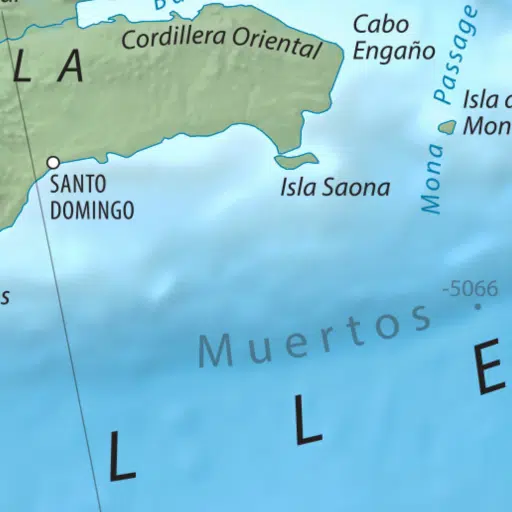 Cordillera Oriental
Cabo
Engaño
L A
Mona Passage
Isla
Mon
SANTO
DOMINGO
Isla Saona
s
-5066
Muertos
L L E